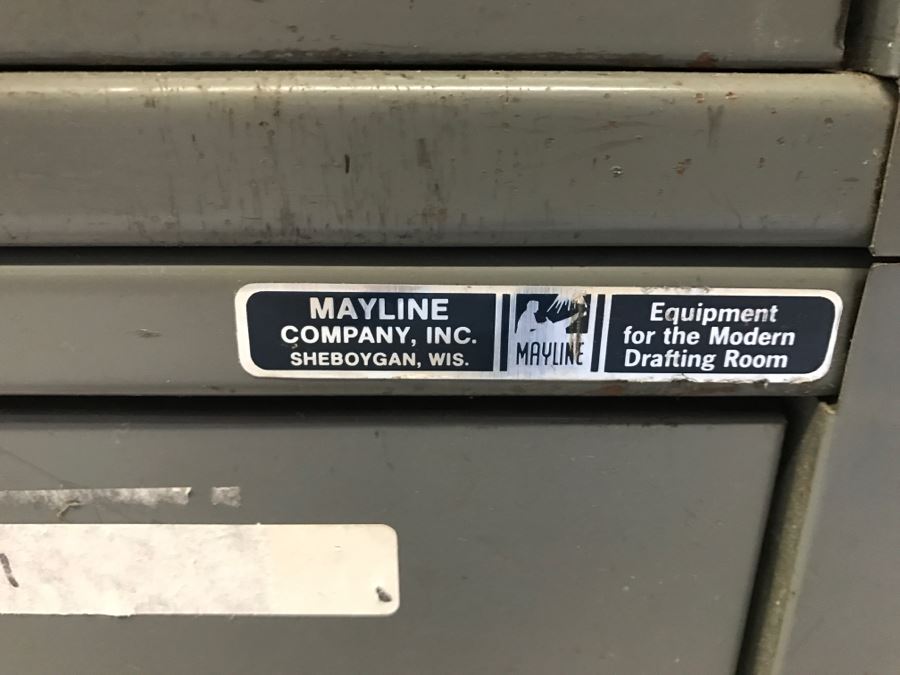 MAYLINE
COMPANY, INC.
SHEBOYGAN, WIS.
MAYLINE
Equipment
for the Modern
Drafting Room